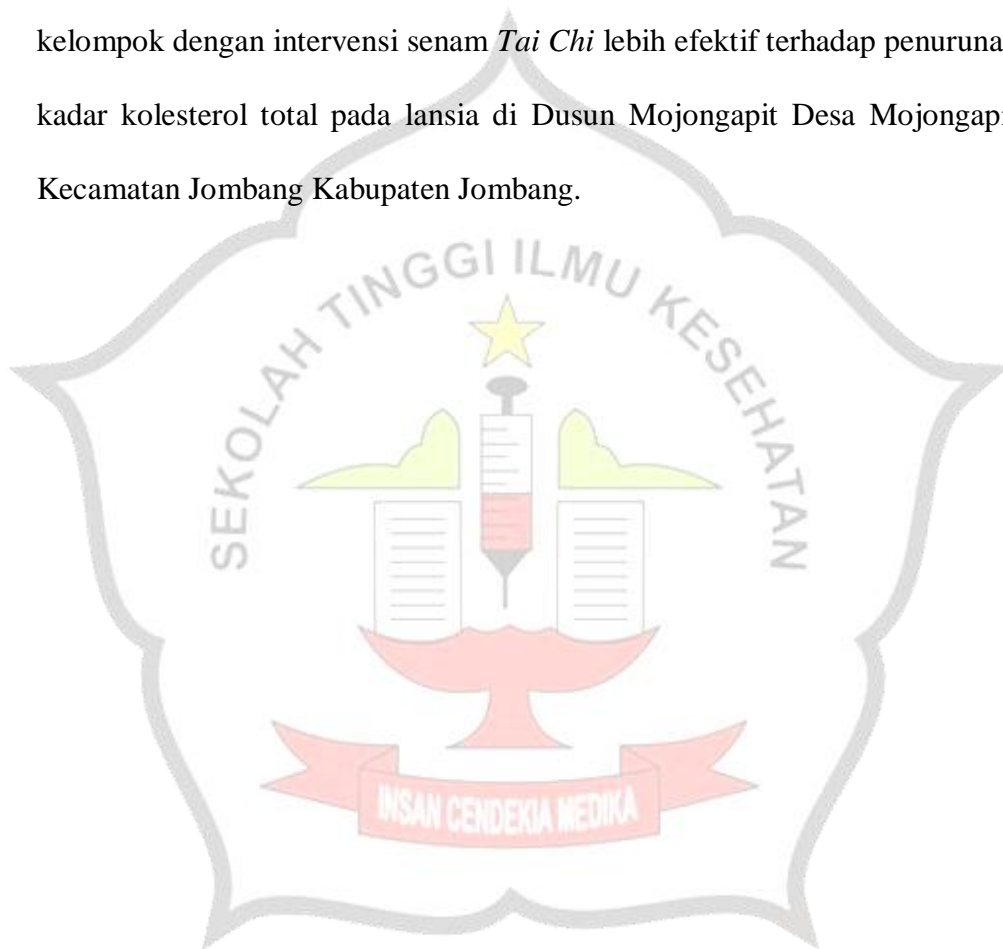 kelompok dengan intervensi senam Tai Chi lebih efektif terhadap penuruna
kadar kolesterol total pada lansia di Dusun Mojongapit Desa Mojongapi
Kecamatan Jombang Kabupaten Jombang.
SEKOLAH TINGGI ILMU KESEHATAN
INSAN CENDEKIA MEDIKA